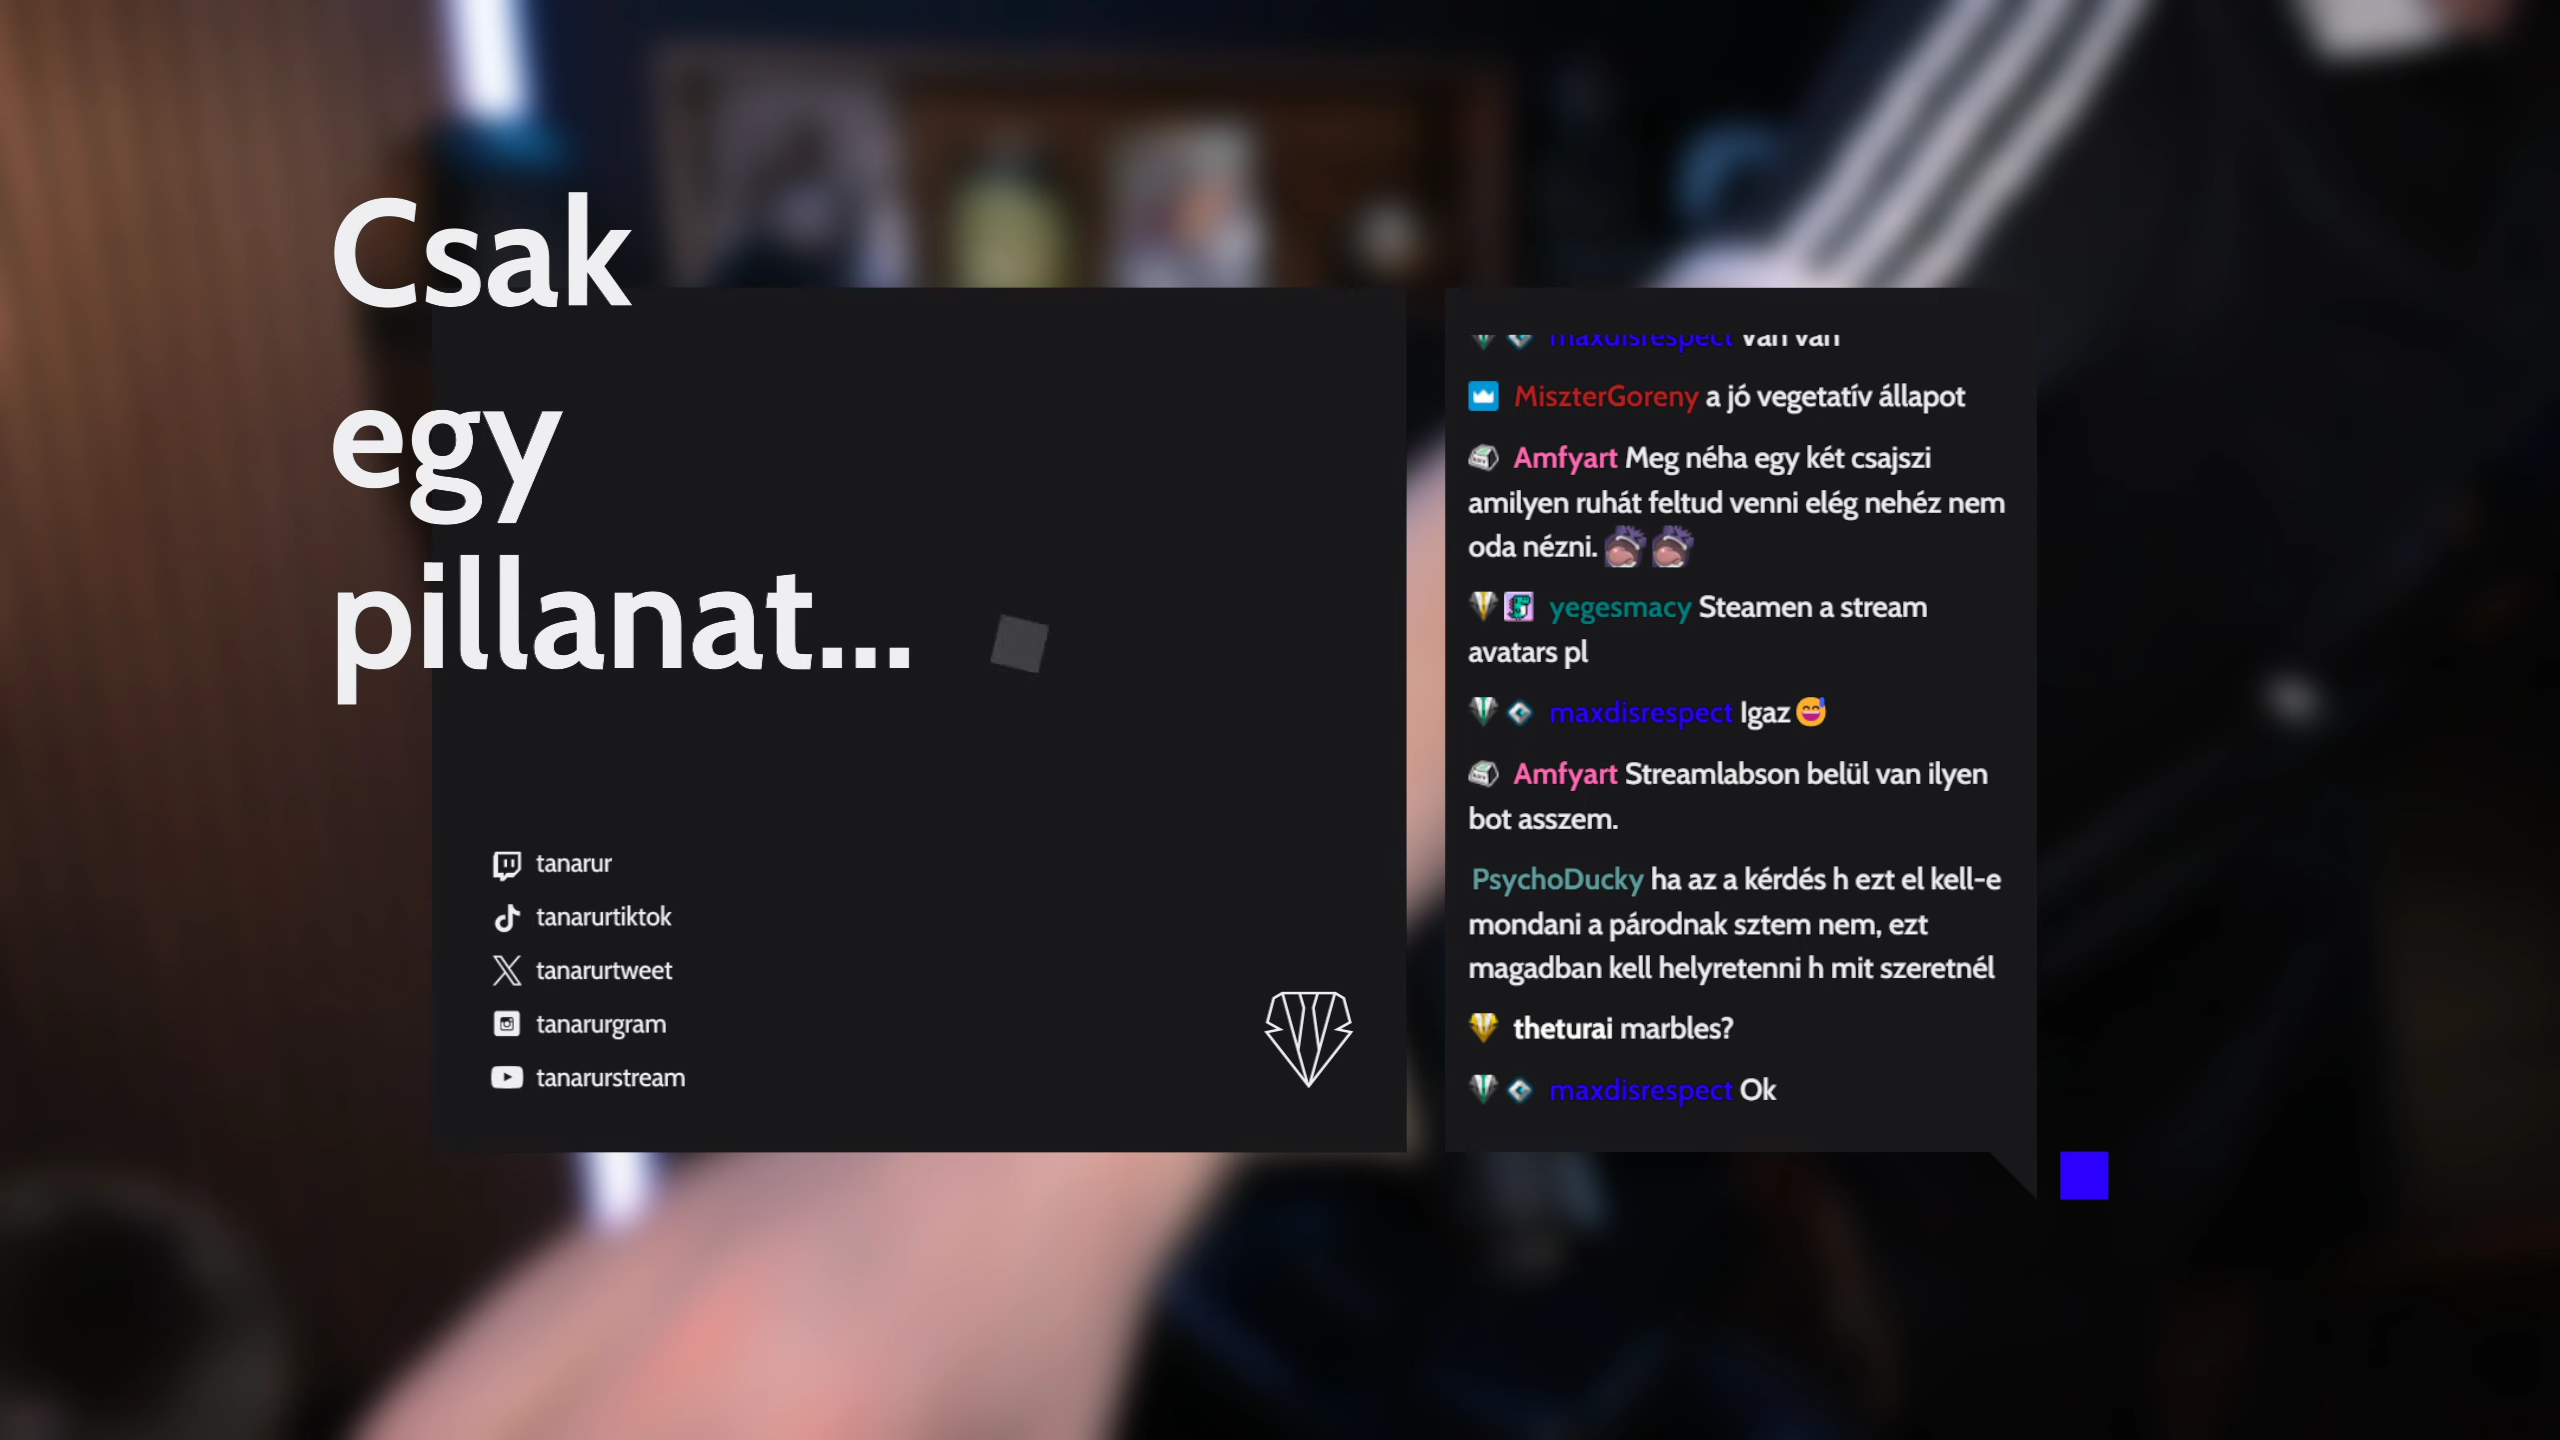 Csak
egy
pillanat...
tanarur
tanarurtiktok
tanarurtweet
tanarurgram
tanarurstream
maxdisrespect Van van
MiszterGoreny a jó vegetatív állapot
Amfyart Meg néha egy két csajszi
amilyen ruhát feltud venni elég nehéz nem
oda nézni.
yegesmacy Steamen a stream
avatars pl
maxdisrespect Igaz😅
Amfyart Streamlabson belül van ilyen
bot asszem.
PsychoDucky ha az a kérdés h ezt el kell-e
mondani a párodnak sztem nem, ezt
magadban kell helyretenni h mit szeretnél
theturai marbles?
maxdisrespect Ok